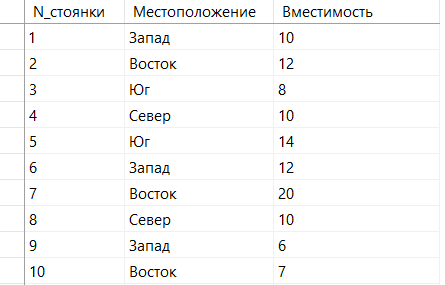 N_стоянки Местоположение Вместимость
1 Запад 10
2 Восток 12
3 Юг 8
4 Север 10
5 Юг 14
6 Запад 12
7 Восток 20
8 Север 10
9 Запад 6
10 Восток 7